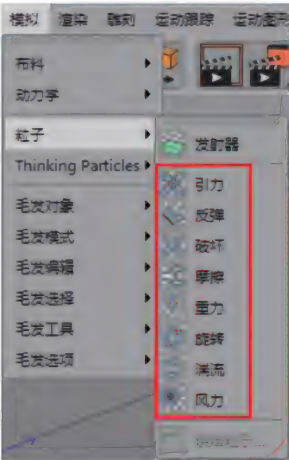 模拟 渲染 雕刻 运动跟踪 运动图形
布料
动力学
粒子
Thinking Particles
毛发对象
毛发模式
毛发编辑
毛发选择
毛发工具
毛发选项
发射器
引力
反弹
破坏
摩擦
重力
旋转
湍流
风力